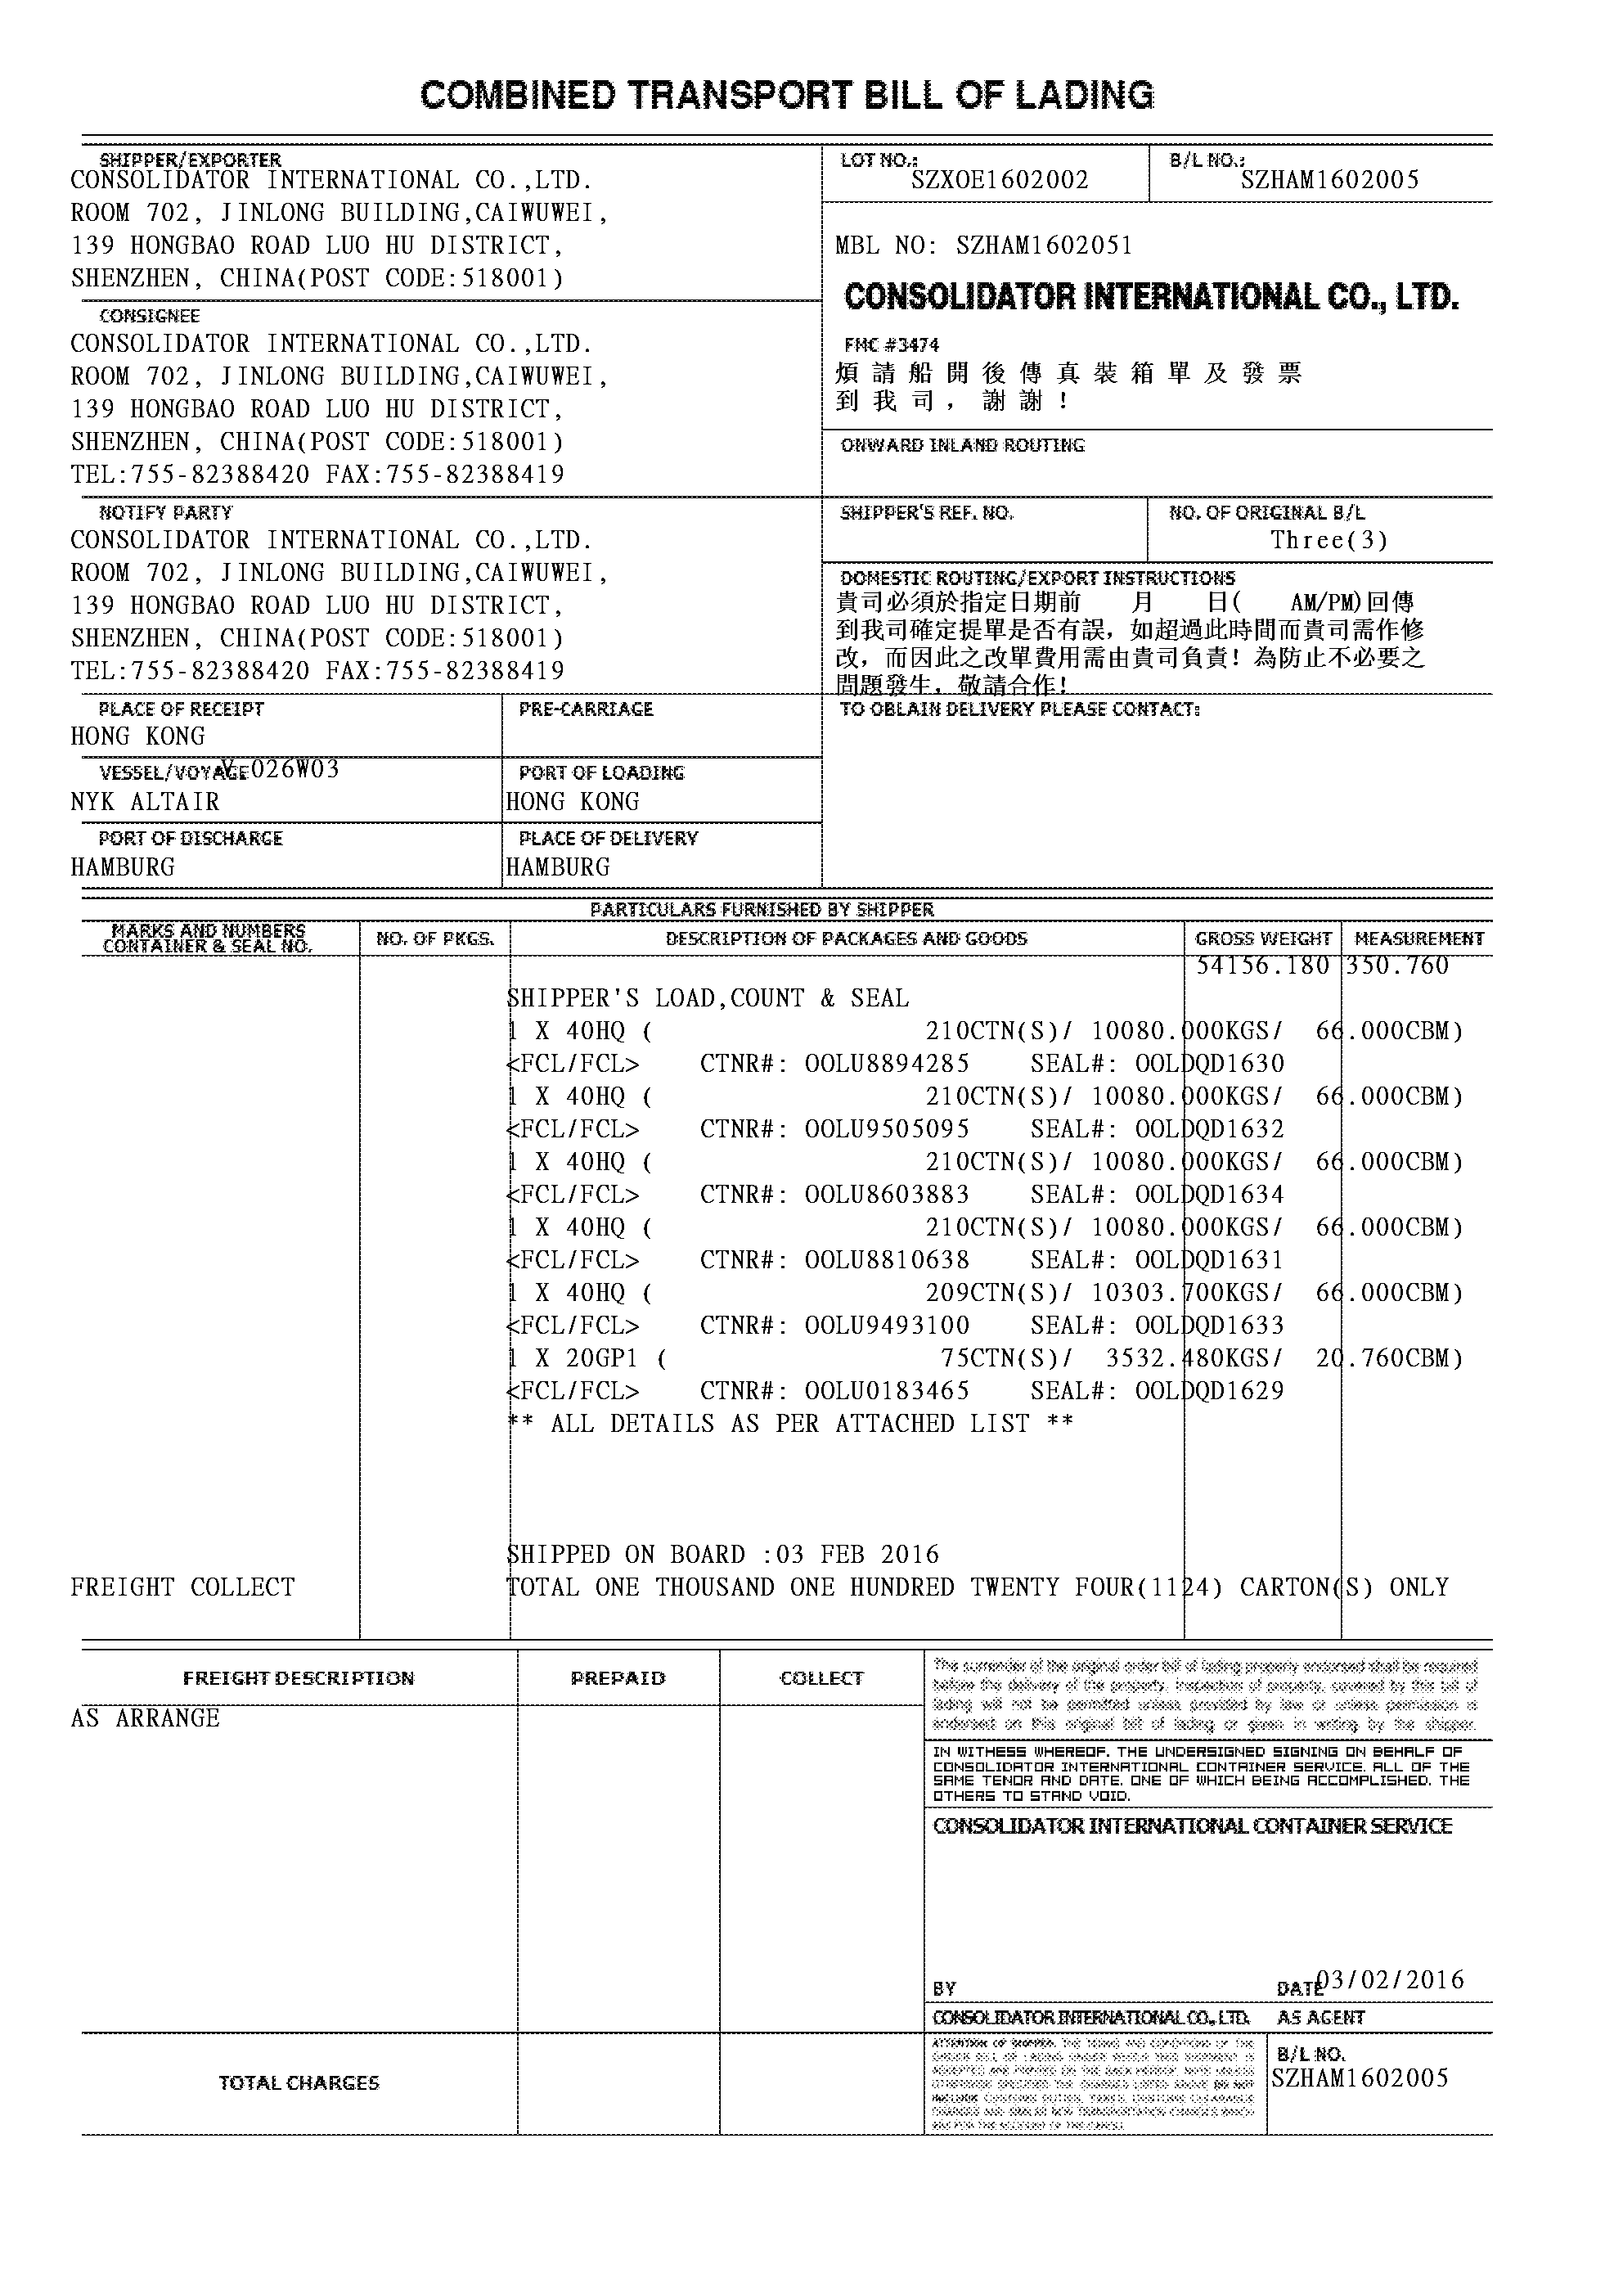 COMBINED TRANSPORT BILL OF LADING
SHIPPER/EXPORTER
CONSOLIDATOR INTERNATIONAL CO.,LTD.
ROOM 702, JINLONG BUILDING,CAIWUWEI,
139 HONGBAO ROAD LUO HU DISTRICT,
SHENZHEN, CHINA(POST CODE:518001)
LOT NO.:
SZXOE1602002
B/L NO.:
SZHAM1602005
MBL NO: SZHAM1602051
CONSOLIDATOR INTERNATIONAL CO., LTD.
FMC #3474
煩請船開後傳真裝箱單及發票
到我司，謝謝!
CONSIGNEE
CONSOLIDATOR INTERNATIONAL CO.,LTD.
ROOM 702, JINLONG BUILDING,CAIWUWEI,
139 HONGBAO ROAD LUO HU DISTRICT,
SHENZHEN, CHINA(POST CODE:518001)
TEL:755-82388420 FAX:755-82388419
ONWARD INLAND ROUTING
NOTIFY PARTY
CONSOLIDATOR INTERNATIONAL CO.,LTD.
ROOM 702, JINLONG BUILDING,CAIWUWEI,
139 HONGBAO ROAD LUO HU DISTRICT,
SHENZHEN, CHINA(POST CODE:518001)
TEL:755-82388420 FAX:755-82388419
SHIPPER'S REF. NO.
NO. OF ORIGINAL B/L
Three(3)
DOMESTIC ROUTING/EXPORT INSTRUCTIONS
貴司必須於指定日期前 月 日( AM/PM)回傳
到我司確定提單是否有誤，如超過此時間而貴司需作修
改，而因此之改單費用需由貴司負責! 為防止不必要之
問題發生，敬請合作!
PLACE OF RECEIPT
HONG KONG
PRE-CARRIAGE
TO OBLAIN DELIVERY PLEASE CONTACT:
VESSEL/VOYAGE V.026W03
NYK ALTAIR
PORT OF LOADING
HONG KONG
PORT OF DISCHARGE
HAMBURG
PLACE OF DELIVERY
HAMBURG
PARTICULARS FURNISHED BY SHIPPER
MARKS AND NUMBERS
CONTAINER & SEAL NO.
NO. OF PKGS.
DESCRIPTION OF PACKAGES AND GOODS
GROSS WEIGHT
MEASUREMENT
54156.180 350.760
SHIPPER'S LOAD,COUNT & SEAL
1 X 40HQ ( 210CTN(S)/ 10080.000KGS/ 66.000CBM)
<FCL/FCL> CTNR#: OOLU8894285 SEAL#: OOLDQD1630
1 X 40HQ ( 210CTN(S)/ 10080.000KGS/ 66.000CBM)
<FCL/FCL> CTNR#: OOLU9505095 SEAL#: OOLDQD1632
1 X 40HQ ( 210CTN(S)/ 10080.000KGS/ 66.000CBM)
<FCL/FCL> CTNR#: OOLU8603883 SEAL#: OOLDQD1634
1 X 40HQ ( 210CTN(S)/ 10080.000KGS/ 66.000CBM)
<FCL/FCL> CTNR#: OOLU8810638 SEAL#: OOLDQD1631
1 X 40HQ ( 209CTN(S)/ 10303.700KGS/ 66.000CBM)
<FCL/FCL> CTNR#: OOLU9493100 SEAL#: OOLDQD1633
1 X 20GP1 ( 75CTN(S)/ 3532.480KGS/ 20.760CBM)
<FCL/FCL> CTNR#: OOLU0183465 SEAL#: OOLDQD1629
** ALL DETAILS AS PER ATTACHED LIST **
SHIPPED ON BOARD :03 FEB 2016
FREIGHT COLLECT TOTAL ONE THOUSAND ONE HUNDRED TWENTY FOUR(1124) CARTON(S) ONLY
FREIGHT DESCRIPTION
PREPAID
COLLECT
AS ARRANGE
The surrender of the original order bill of lading properly endorsed shall be required
before the delivery of the property. Inspection of property, covered by this bill of
lading will not be permitted unless provided by law or unless permission is
endorsed on this original bill of lading or given in writing by the shipper.
IN WITHESS WHEREOF. THE UNDERSIGNED SIGNING ON BEHALF OF
CONSOLIDATOR INTERNATIONAL CONTAINER SERVICE. ALL OF THE
SAME TENOR AND DATE. ONE OF WHICH BEING ACCOMPLISHED. THE
OTHERS TO STAND VOID.
CONSOLIDATOR INTERNATIONAL CONTAINER SERVICE
BY
DATE 03/02/2016
CONSOLIDATOR INTERNATIONAL CO., LTD. AS AGENT
TOTAL CHARGES
B/L NO.
SZHAM1602005